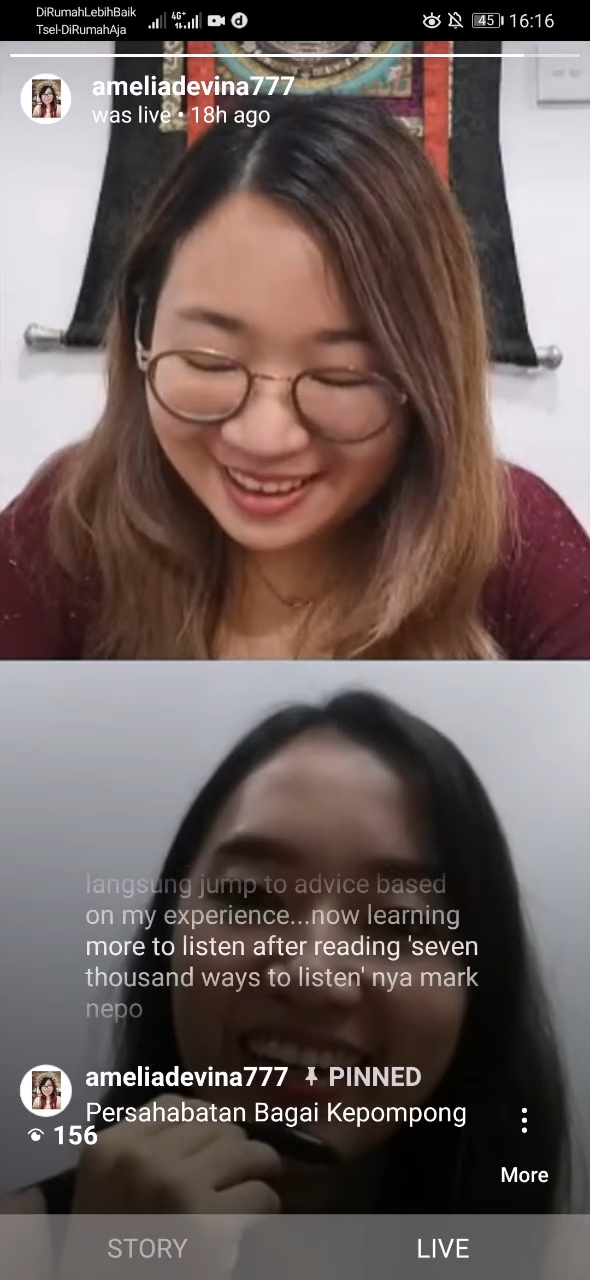 DiRumahLebihBaik
Tsel-DiRumahAja
4G+
45
16:16
ameliadevina777
was live • 18h ago
langsung jump to advice based
on my experience...now learning
more to listen after reading 'seven
thousand ways to listen' nya mark
nepo
ameliadevina777 PINNED
Persahabatan Bagai Kepompong
156
More
STORY
LIVE